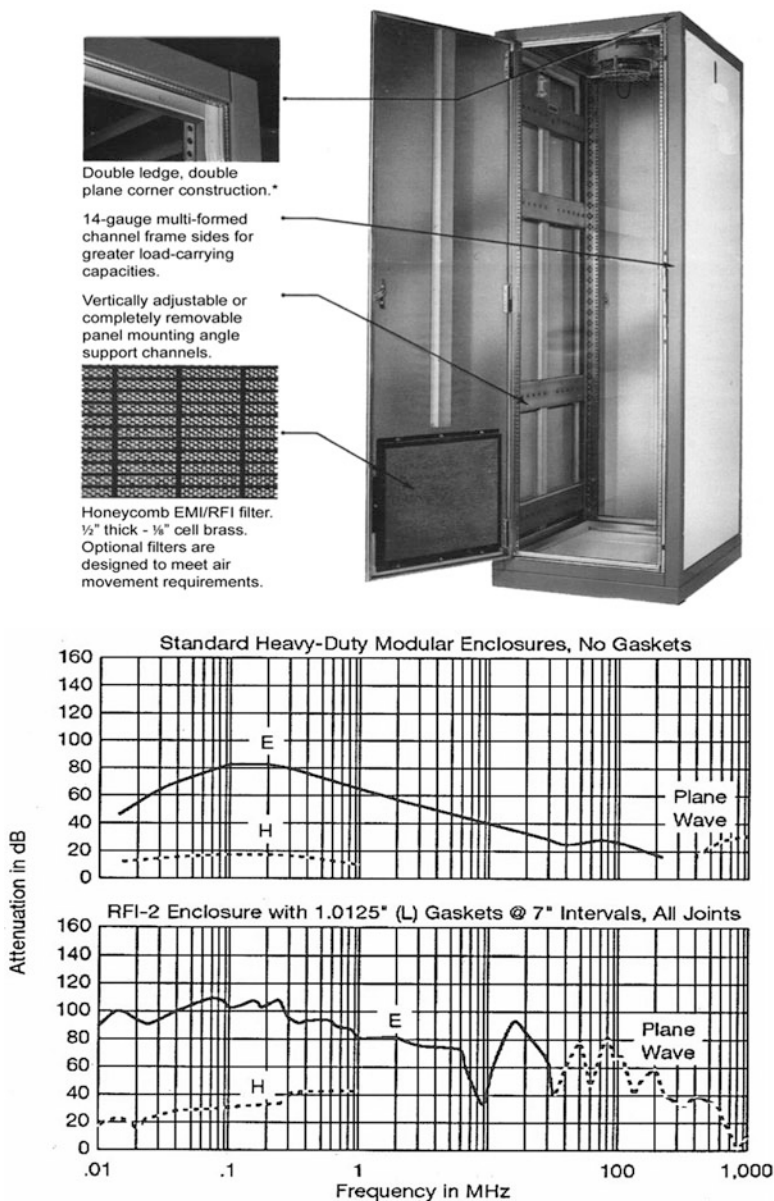 Double ledge, double
plane corner construction.*
14-gauge multi-formed
channel frame sides for
greater load-carrying
capacities.
Vertically adjustable or
completely removable
panel mounting angle
support channels.
Honeycomb EMI/RFI filter.
½" thick - ⅛" cell brass.
Optional filters are
designed to meet air
movement requirements.
Standard Heavy-Duty Modular Enclosures, No Gaskets
160
140
120
100
80
60
40
20
0
E
H
Plane
Wave
Attenuation in dB
RFI-2 Enclosure with 1.0125" (L) Gaskets @ 7" Intervals, All Joints
160
140
120
100
80
60
40
20
0
E
H
Plane
Wave
.01
.1
1
10
100
1,000
Frequency in MHz